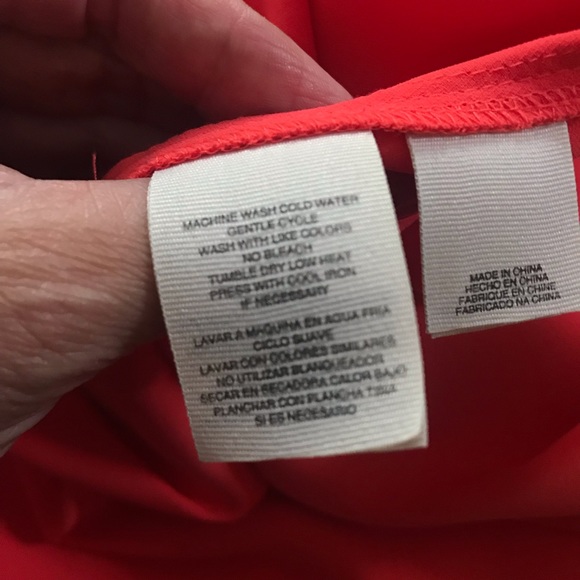 MACHINE WASH COLD WATER
GENTLE CYCLE
WASH WITH LIKE COLORS
NO BLEACH
TUMBLE DRY LOW HEAT
PRESS WITH COOL IRON
IF NECESSARY
LAVAR A MAQUINA EN AGUA FRIA
CICLO SUAVE
LAVAR CON COLORES SIMILARES
NO UTILIZAR BLANQUEADOR
SECAR EN SECADORA CALOR BAJO
PLANCHAR CON PLANCHA TIBIA
SI ES NECESARIO
MADE IN CHINA
HECHO EN CHINA
FABRIQUE EN CHINE
FABRICADO NA CHINA